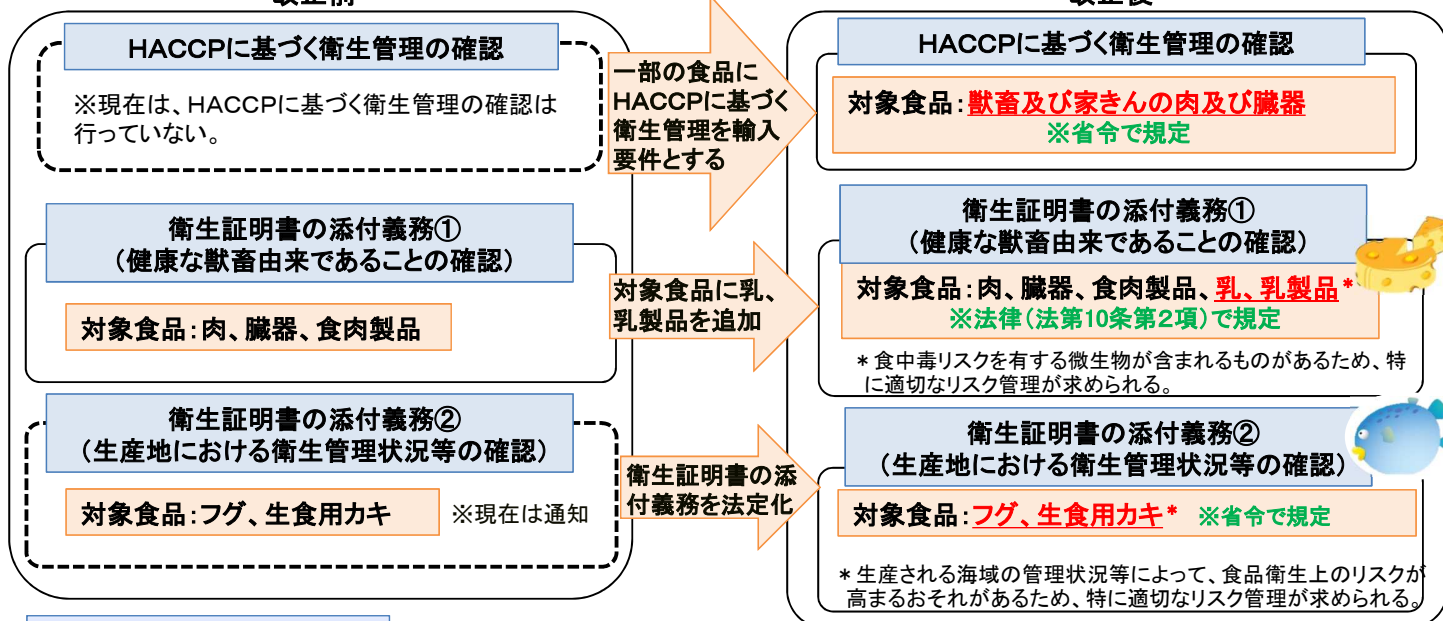 HACCPに基づく衛生管理の確認
※現在は、HACCPに基づく衛生管理の確認は
行っていない。
衛生証明書の添付義務①
(健康な獣畜由来であることの確認)
対象食品:肉、臓器、食肉製品
衛生証明書の添付義務②
(生産地における衛生管理状況等の確認)
対象食品:フグ、生食用カキ ※現在は通知
一部の食品に
HACCPに基づく
衛生管理を輸入
要件とする
対象食品に乳、
乳製品を追加
衛生証明書の添
付義務を法定化
HACCPに基づく衛生管理の確認
対象食品:獣畜及び家きんの肉及び臓器
※省令で規定
衛生証明書の添付義務①
(健康な獣畜由来であることの確認)
対象食品:肉、臓器、食肉製品、乳、乳製品*
※法律(法第10条第2項)で規定
*食中毒リスクを有する微生物が含まれるものがあるため、特
に適切なリスク管理が求められる。
衛生証明書の添付義務②
(生産地における衛生管理状況等の確認)
対象食品:フグ、生食用カキ* ※省令で規定
*生産される海域の管理状況等によって、食品衛生上のリスクが
高まるおそれがあるため、特に適切なリスク管理が求められる。